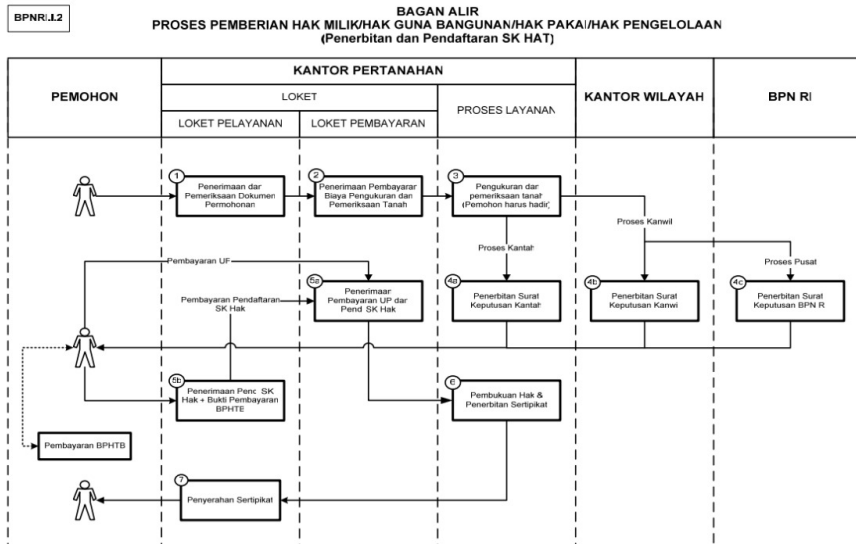 BPNRI.I.2
BAGAN ALIR
PROSES PEMBERIAN HAK MILIK/HAK GUNA BANGUNAN/HAK PAKAI/HAK PENGELOLAAN
(Penerbitan dan Pendaftaran SK HAT)
PEMOHON
KANTOR PERTANAHAN
LOKET
LOKET PELAYANAN
LOKET PEMBAYARAN
PROSES LAYANAN
KANTOR WILAYAH
BPN RI
1
Penerimaan dan
Pemeriksaan Dokumen
Permohonan
2
Penerimaan Pembayaran
Biaya Pengukuran dan
Pemeriksaan Tanah
3
Pengukuran dan
pemeriksaan tanah
(Pemohon harus hadir)
Proses Kanwil
Proses Kantah
Proses Pusat
Pembayaran UP
Pembayaran Pendaftaran
SK Hak
5a
Penerimaan
Pembayaran UP dan
Pend. SK Hak
4a
Penerbitan Surat
Keputusan Kantah
4b
Penerbitan Surat
Keputusan Kanwil
4c
Penerbitan Surat
Keputusan BPN RI
5b
Penerimaan Pend. SK
Hak + Bukti Pembayaran
BPHTB
6
Pembukuan Hak &
Penerbitan Sertipikat
Pembayaran BPHTB
7
Penyerahan Sertipikat